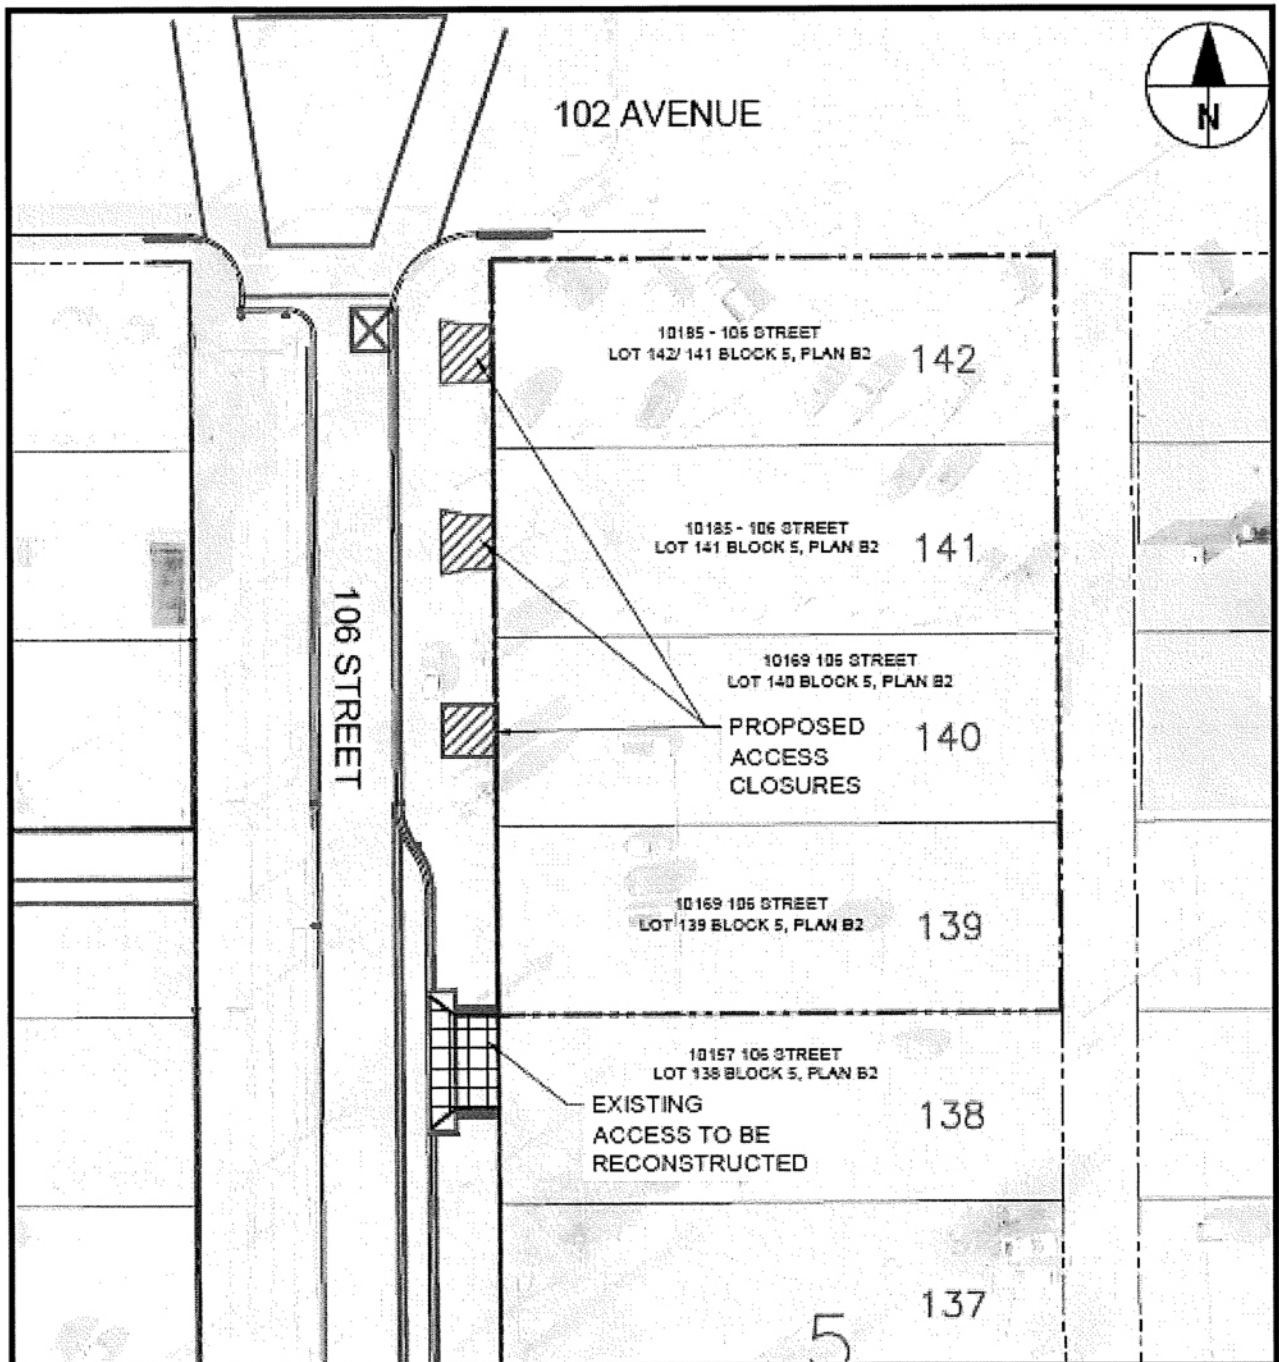 102 AVENUE
N
10185 - 106 STREET
LOT 142/ 141 BLOCK 5, PLAN B2
142
10185 - 106 STREET
LOT 141 BLOCK 5, PLAN B2
141
106 STREET
10169 106 STREET
LOT 140 BLOCK 5, PLAN B2
PROPOSED
ACCESS
CLOSURES
140
10169 106 STREET
LOT 139 BLOCK 5, PLAN B2
139
10157 106 STREET
LOT 138 BLOCK 5, PLAN B2
EXISTING
ACCESS TO BE
RECONSTRUCTED
138
137
5